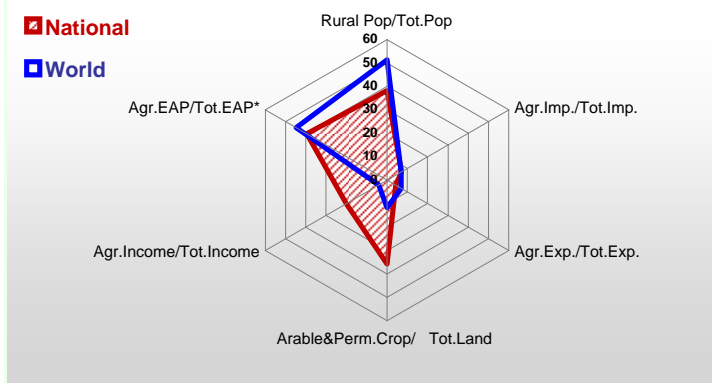 National
World
Rural Pop/Tot.Pop
60
50
40
30
20
10
0
Agr.EAP/Tot.EAP*
Agr.Imp./Tot.Imp.
Agr.Income/Tot.Income
Agr.Exp./Tot.Exp.
Arable&Perm.Crop/ Tot.Land